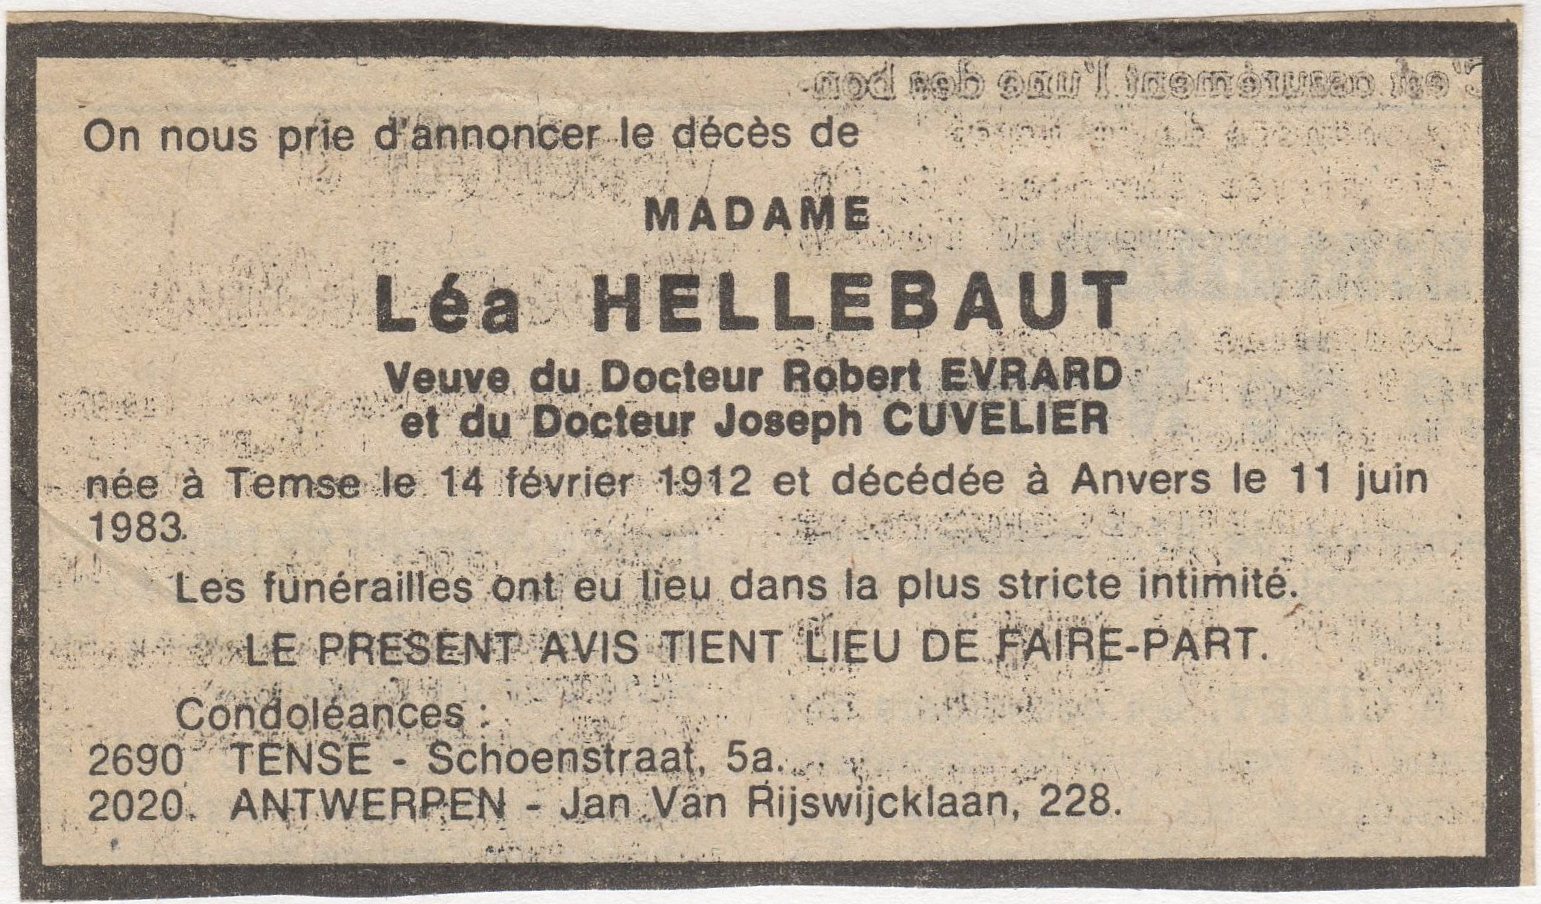 On nous prie d'annoncer le décès de
MADAME
Léa HELLEBAUT
Veuve du Docteur Robert EVRARD
et du Docteur Joseph CUVELIER
née à Temse le 14 février 1912 et décédée à Anvers le 11 juin
1983.
Les funérailles ont eu lieu dans la plus stricte intimité.
LE PRESENT AVIS TIENT LIEU DE FAIRE-PART.
Condoléances :
2690 TENSE - Schoenstraat, 5a.
2020. ANTWERPEN - Jan Van Rijswijcklaan, 228.